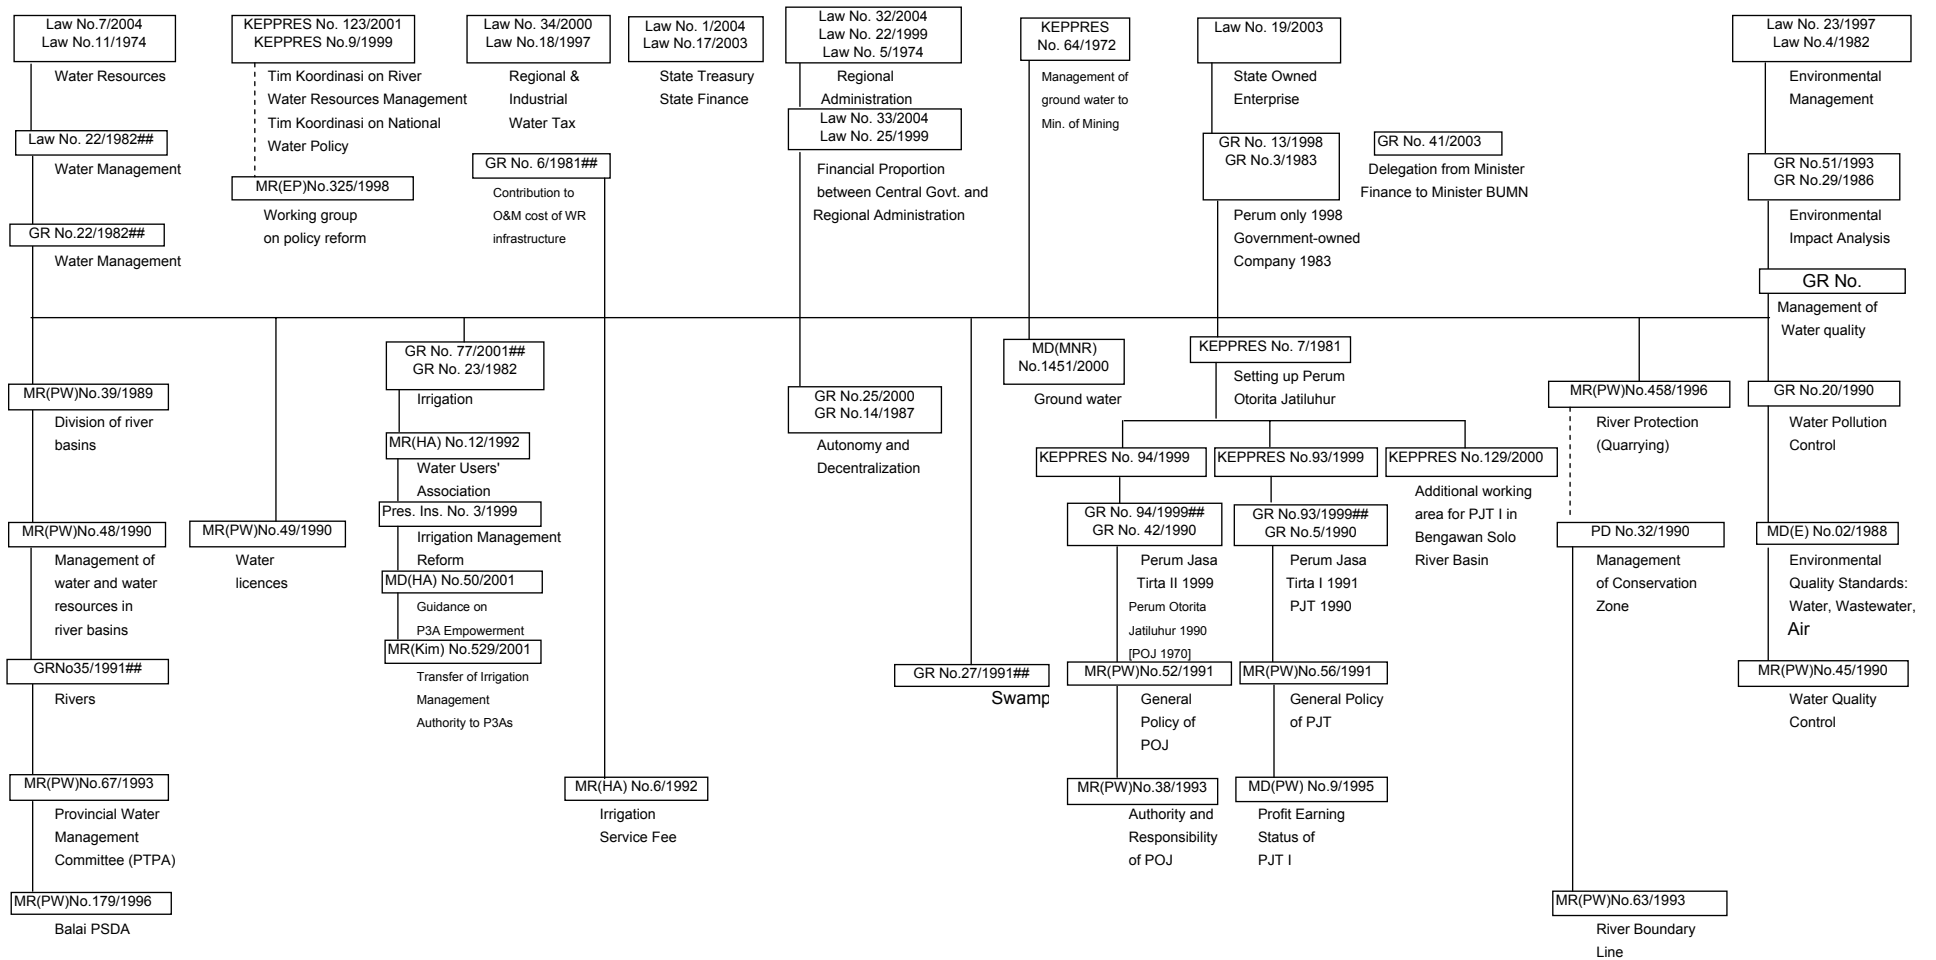 Law No.7/2004
Law No.11/1974
Water Resources
Law No. 22/1982##
Water Management
GR No.22/1982##
Water Management
MR(PW)No.39/1989
Division of river
basins
MR(PW)No.48/1990
Management of
water and water
resources in
river basins
GRNo35/1991##
Rivers
MR(PW)No.67/1993
Provincial Water
Management
Committee (PTPA)
MR(PW)No.179/1996
Balai PSDA
KEPPRES No. 123/2001
KEPPRES No.9/1999
Tim Koordinasi on River
Water Resources Management
Tim Koordinasi on National
Water Policy
MR(EP)No.325/1998
Working group
on policy reform
MR(PW)No.49/1990
Water
licences
GR No. 77/2001##
GR No. 23/1982
Irrigation
MR(HA) No.12/1992
Water Users'
Association
Pres. Ins. No. 3/1999
Irrigation Management
Reform
MD(HA) No.50/2001
Guidance on
P3A Empowerment
MR(Kim) No.529/2001
Transfer of Irrigation
Management
Authority to P3As
Law No. 34/2000
Law No.18/1997
Regional &
Industrial
Water Tax
GR No. 6/1981##
Contribution to
O&M cost of WR
infrastructure
MR(HA) No.6/1992
Irrigation
Service Fee
Law No. 1/2004
Law No.17/2003
State Treasury
State Finance
Law No. 32/2004
Law No. 22/1999
Law No. 5/1974
Regional
Administration
Law No. 33/2004
Law No. 25/1999
Financial Proportion
between Central Govt. and
Regional Administration
GR No.25/2000
GR No.14/1987
Autonomy and
Decentralization
GR No.27/1991##
Swamp
KEPPRES
No. 64/1972
Management of
ground water to
Min. of Mining
MD(MNR)
No.1451/2000
Ground water
Law No. 19/2003
State Owned
Enterprise
GR No. 13/1998
GR No.3/1983
Perum only 1998
Government-owned
Company 1983
GR No. 41/2003
Delegation from Minister
Finance to Minister BUMN
KEPPRES No. 7/1981
Setting up Perum
Otorita Jatiluhur
KEPPRES No. 94/1999
GR No. 94/1999##
GR No. 42/1990
Perum Jasa
Tirta II 1999
Perum Otorita
Jatiluhur 1990
[POJ 1970]
MR(PW)No.52/1991
General
Policy of
POJ
MR(PW)No.38/1993
Authority and
Responsibility
of POJ
KEPPRES No.93/1999
GR No.93/1999##
GR No.5/1990
Perum Jasa
Tirta I 1991
PJT 1990
MR(PW)No.56/1991
General Policy
of PJT
MD(PW) No.9/1995
Profit Earning
Status of
PJT I
KEPPRES No.129/2000
Additional working
area for PJT I in
Bengawan Solo
River Basin
MR(PW)No.458/1996
River Protection
(Quarrying)
PD No.32/1990
Management
of Conservation
Zone
MR(PW)No.63/1993
River Boundary
Line
Law No. 23/1997
Law No.4/1982
Environmental
Management
GR No.51/1993
GR No.29/1986
Environmental
Impact Analysis
GR No.
Management of
Water quality
GR No.20/1990
Water Pollution
Control
MD(E) No.02/1988
Environmental
Quality Standards:
Water, Wastewater,
Air
MR(PW)No.45/1990
Water Quality
Control